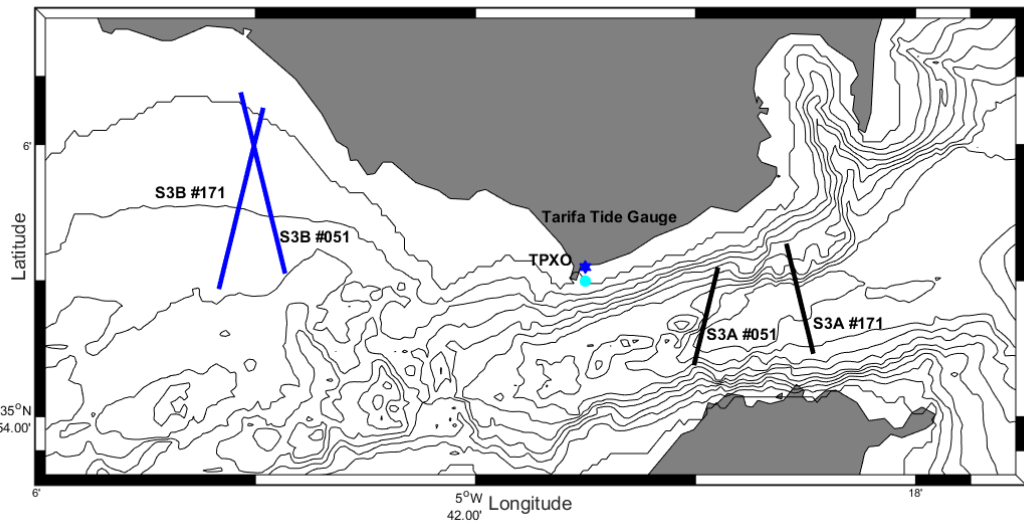 6'
Latitude
S3B #171
S3B #051
Tarifa Tide Gauge
TPXO
S3A #051
S3A #171
35°N
54.00'
6'
5°W
42.00'
Longitude
18'